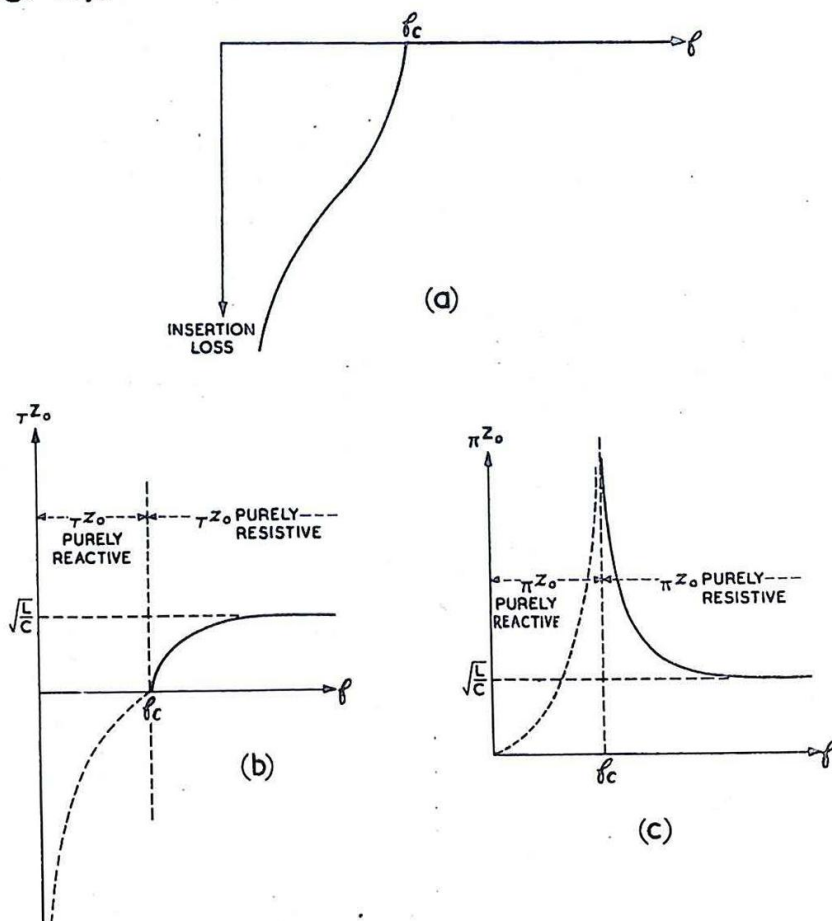 fc
f
INSERTION
LOSS
(a)
TZo
TZo
PURELY
REACTIVE
TZo PURELY
RESISTIVE
√L/C
fc
f
(b)
πZo
πZo
PURELY
REACTIVE
πZo PURELY
RESISTIVE
√L/C
fc
f
(c)